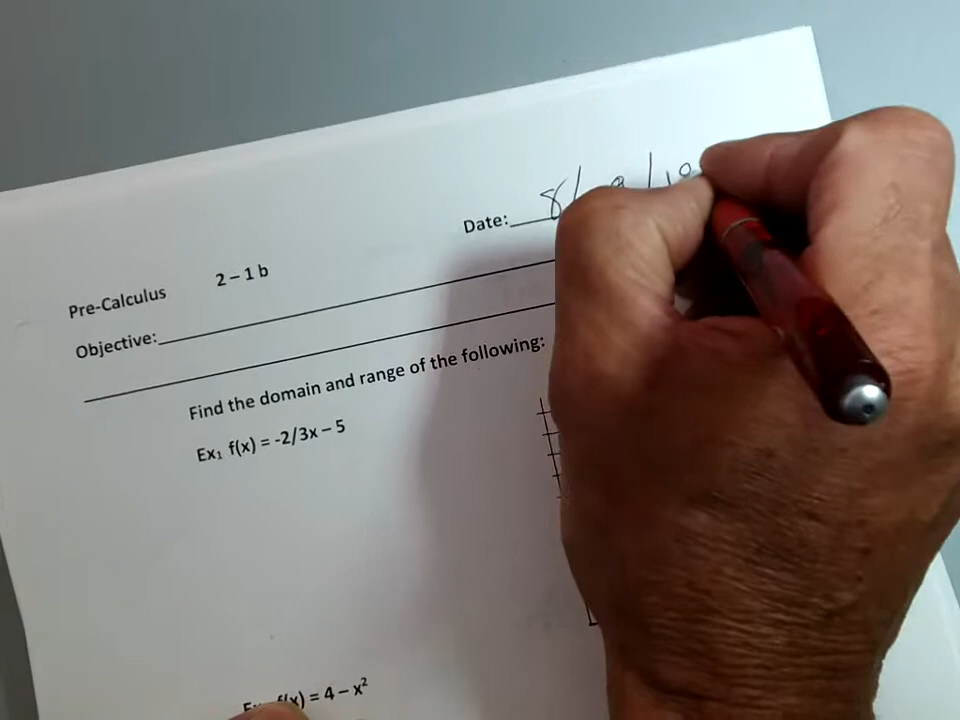 Date: 8/
Pre-Calculus 2 – 1 b
Objective:
Find the domain and range of the following:
Ex₁ f(x) = -2/3x – 5
f(x) = 4 – x²